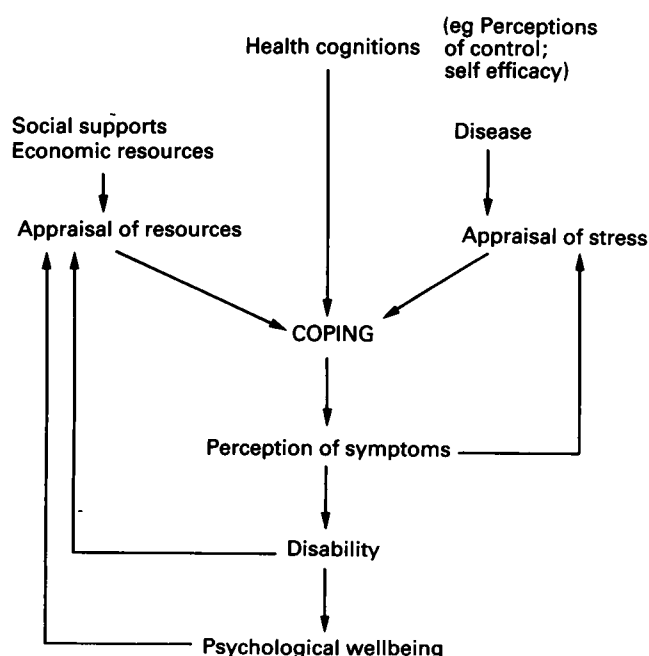 Health cognitions
(eg Perceptions
of control;
self efficacy)
Social supports
Economic resources
Disease
Appraisal of resources
Appraisal of stress
COPING
Perception of symptoms
Disability
Psychological wellbeing